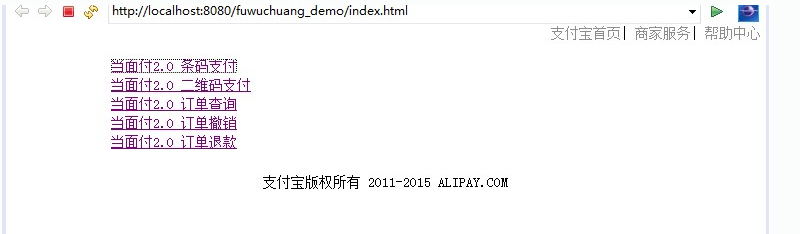 http://localhost:8080/fuwuchuang_demo/index.html
支付宝首页| 商家服务| 帮助中心
当面付2.0 条码支付
当面付2.0 二维码支付
当面付2.0 订单查询
当面付2.0 订单撤销
当面付2.0 订单退款
支付宝版权所有 2011-2015 ALIPAY.COM